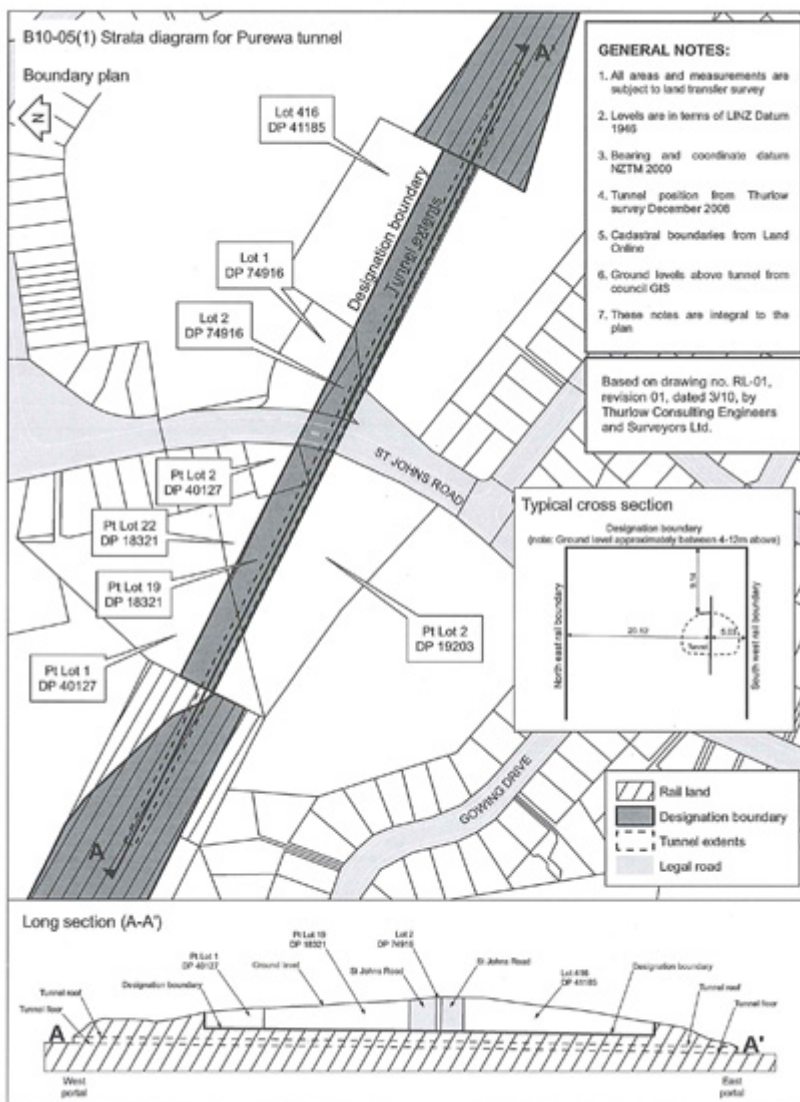 B10-05(1) Strata diagram for Purewa tunnel
Boundary plan
N
A'
Lot 416
DP 41185
Designation boundary
Tunnel extents
Lot 1
DP 74916
Lot 2
DP 74916
ST JOHNS ROAD
Pt Lot 2
DP 40127
Pt Lot 22
DP 18321
Pt Lot 19
DP 18321
Pt Lot 1
DP 40127
Pt Lot 2
DP 19203
GOWING DRIVE
A
GENERAL NOTES:
1. All areas and measurements are
subject to land transfer survey
2. Levels are in terms of LINZ Datum
1946
3. Bearing and coordinate datum
NZTM 2000
4. Tunnel position from Thurlow
survey December 2008
5. Cadastral boundaries from Land
Online
6. Ground levels above tunnel from
council GIS
7. These notes are integral to the
plan
Based on drawing no. RL-01,
revision 01, dated 3/10, by
Thurlow Consulting Engineers
and Surveyors Ltd.
Typical cross section
Designation boundary
(note: Ground level approximately between 4-12m above)
North east rail boundary
South west rail boundary
Tunnel
Rail land
Designation boundary
Tunnel extents
Legal road
Long section (A-A')
Pt Lot 19
DP 18321
Lot 2
DP 74916
Pt Lot 1
DP 40127
Ground level
St Johns Road
St Johns Road
Lot 416
DP 41185
Designation boundary
Designation boundary
Tunnel roof
Tunnel floor
Tunnel roof
Tunnel floor
A
A'
West
portal
East
portal